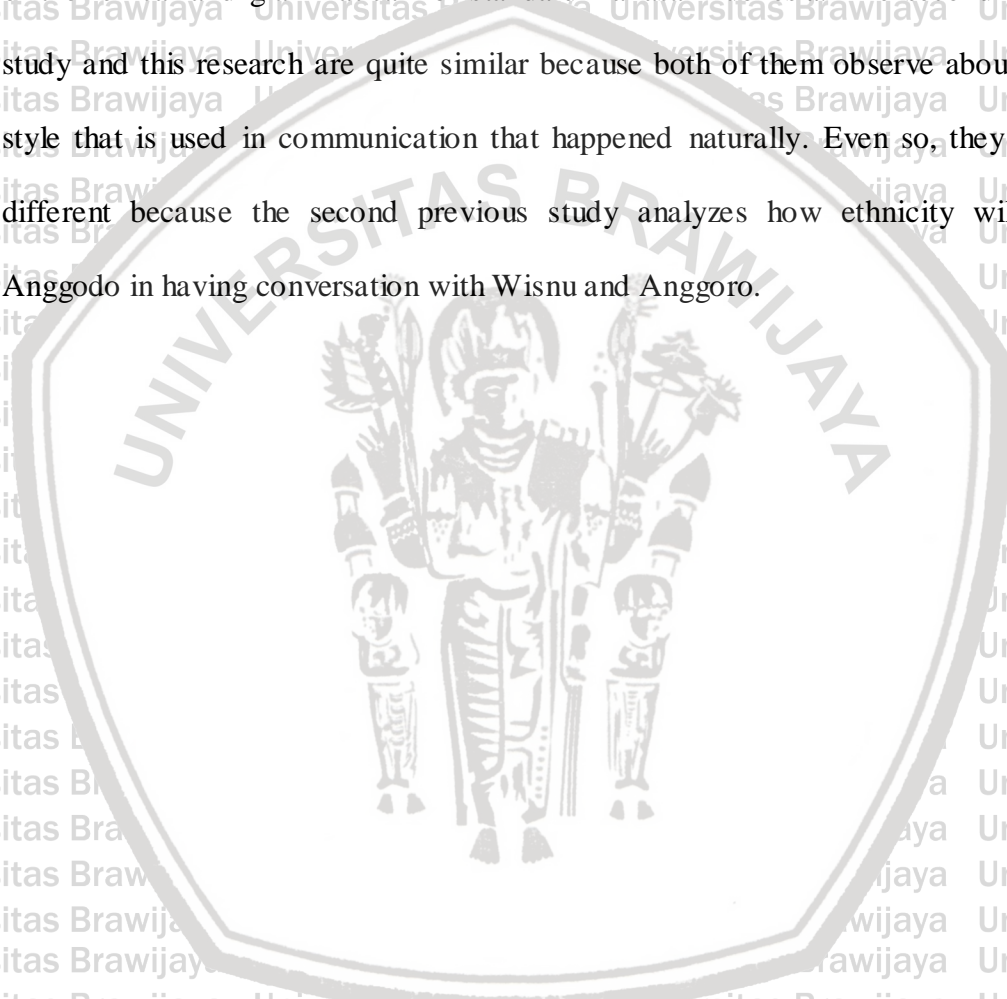 study and this research are quite similar because both of them observe abou
style that is used in communication that happened naturally. Even so, they
different because the second previous study analyzes how ethnicity wi
Anggodo in having conversation with Wisnu and Anggoro.
UNIVERSITAS BRAWIJAYA